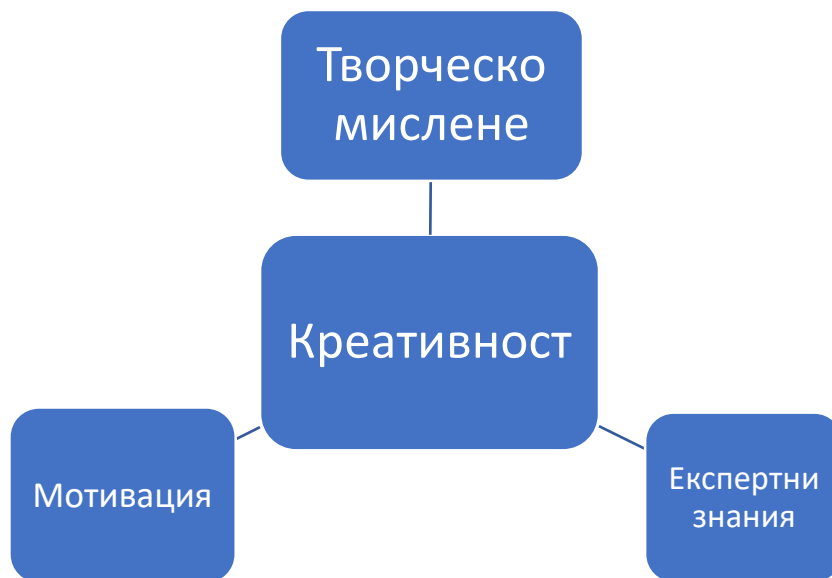 Творческо
мислене
Креативност
Мотивация
Експертни
знания